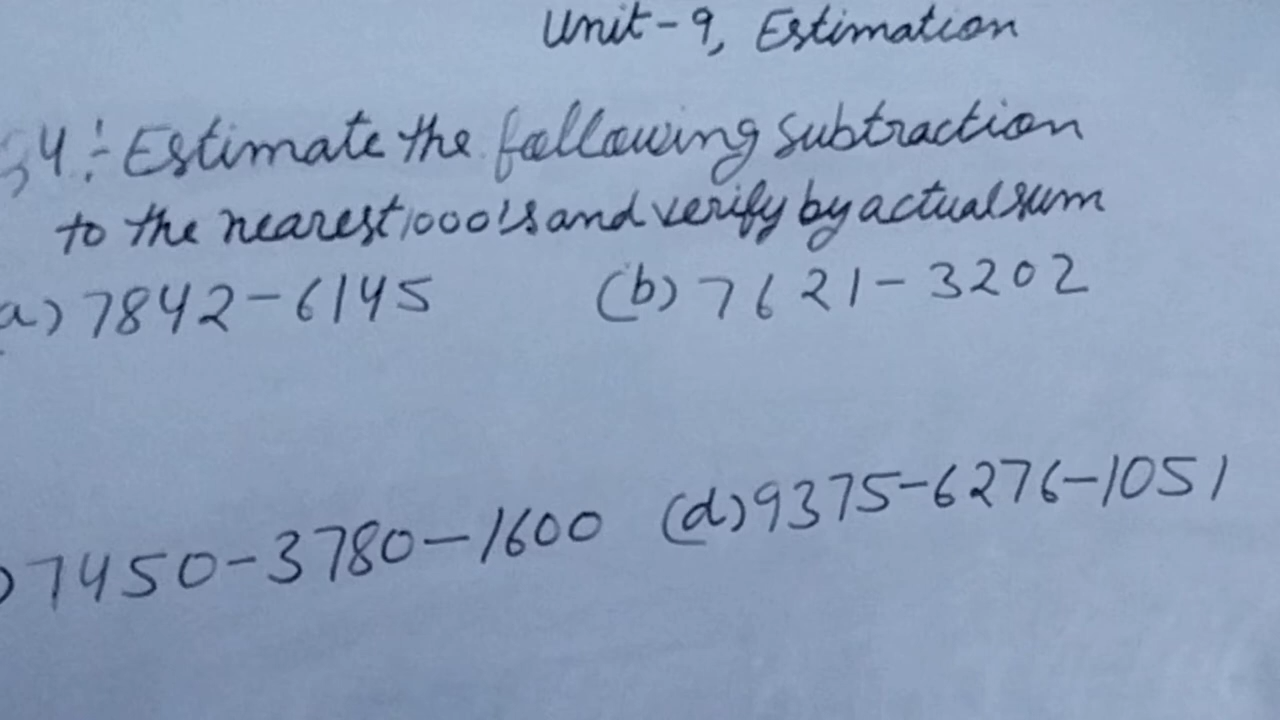 Unit-9, Estimation
4:- Estimate the following subtraction
to the nearest 1000's and verify by actual sum
a) 7842-6145 (b) 7621-3202
) 7450-3780-1600 (d) 9375-6276-1051